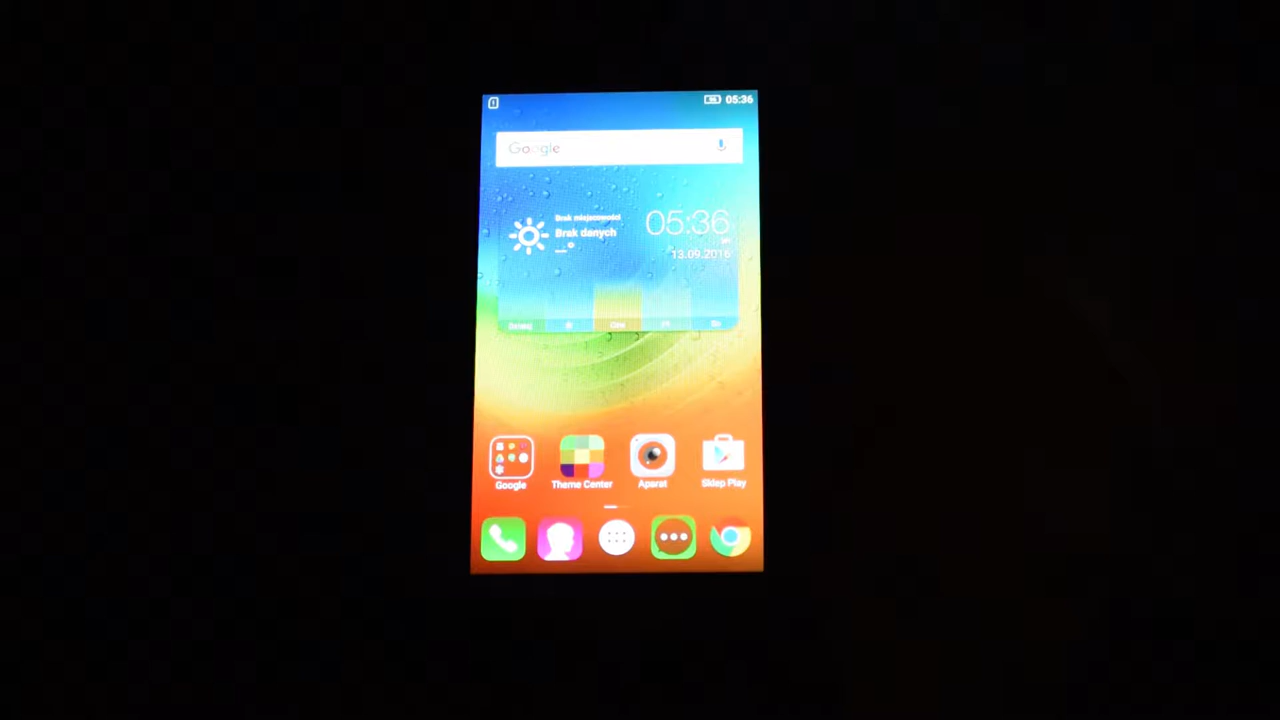 05:36
Google
Brak miejscowości
Brak danych
05:36
13.09.2016
Google
Theme Center
Aparat
Sklep Play